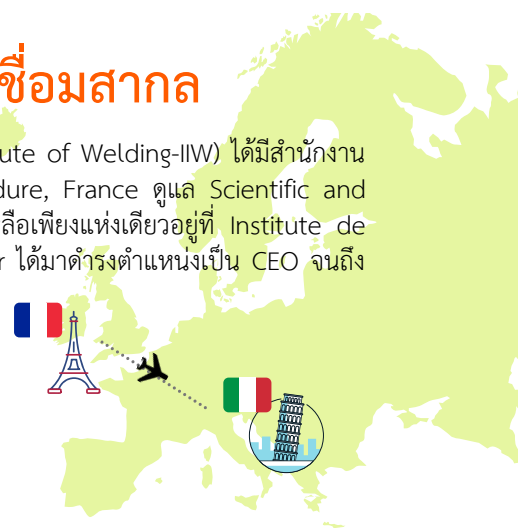 ชื่อมสากล
ute of Welding-IIW) ได้มีสำนักงาน
dure, France ดูแล Scientific and
ลือเพียงแห่งเดียวอยู่ที่ Institute de
r ได้มาดำรงตำแหน่งเป็น CEO จนถึง